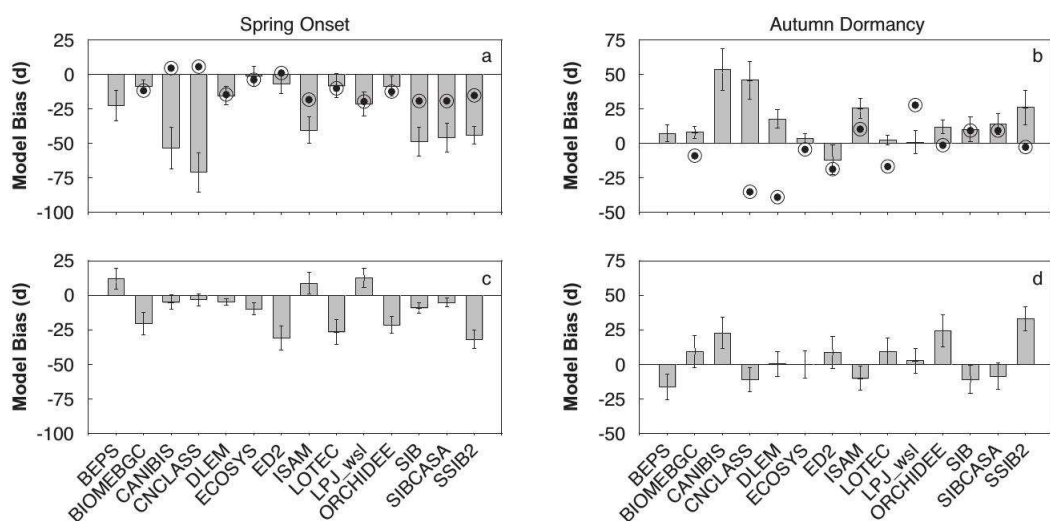 Spring Onset
Autumn Dormancy
a
25
0
-25
-50
-75
-100
Model Bias (d)
b
75
50
25
0
-25
50
Model Bias (d)
c
25
0
-25
-50
-75
-100
Model Bias (d)
d
75
50
25
0
-25
-50
Model Bias (d)
BEPS
BIOMEBGC
CANIBIS
CNCLASS
DLEM
ECOSYS
ED2
ISAM
LOTEC
LPJ_wsl
ORCHIDEE
SIB
SIBCASA
SSIB2
BEPS
BIOMEBGC
CANIBIS
CNCLASS
DLEM
ECOSYS
ED2
ISAM
LOTEC
LPJ_wsl
ORCHIDEE
SIB
SIBCASA
SSIB2